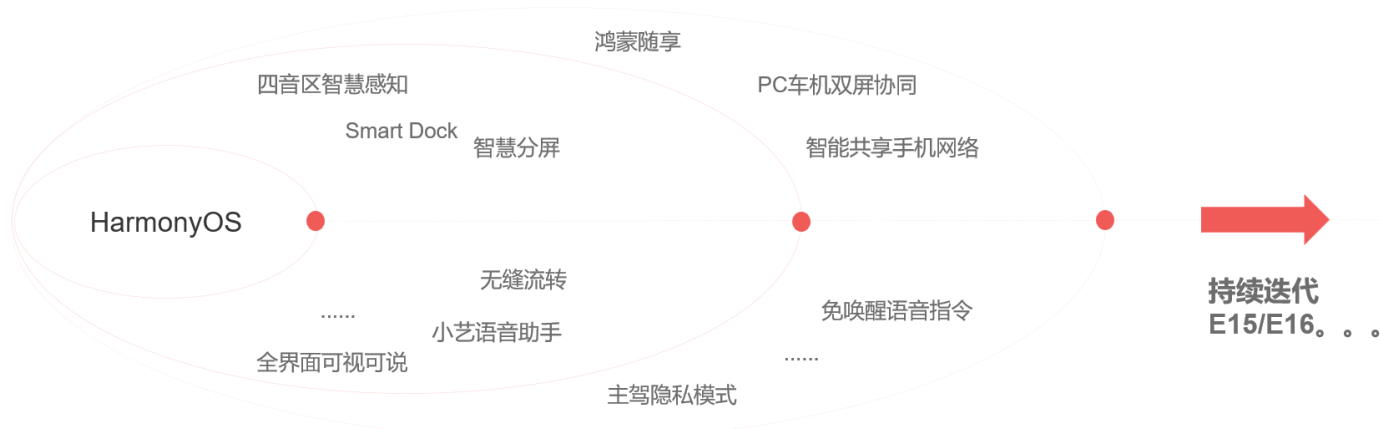 鸿蒙随享
四音区智慧感知
PC车机双屏协同
Smart Dock
智慧分屏
智能共享手机网络
HarmonyOS
无缝流转
持续迭代
......
免唤醒语音指令
E15/E16。。。
小艺语音助手
全界面可视可说
......
主驾隐私模式